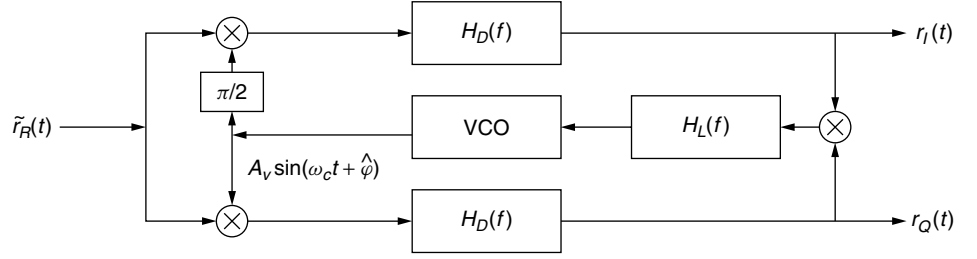 H_D(f)
r_I(t)
π/2
r̃_R(t)
VCO
H_L(f)
A_v sin(ω_c t + φ̂)
H_D(f)
r_Q(t)